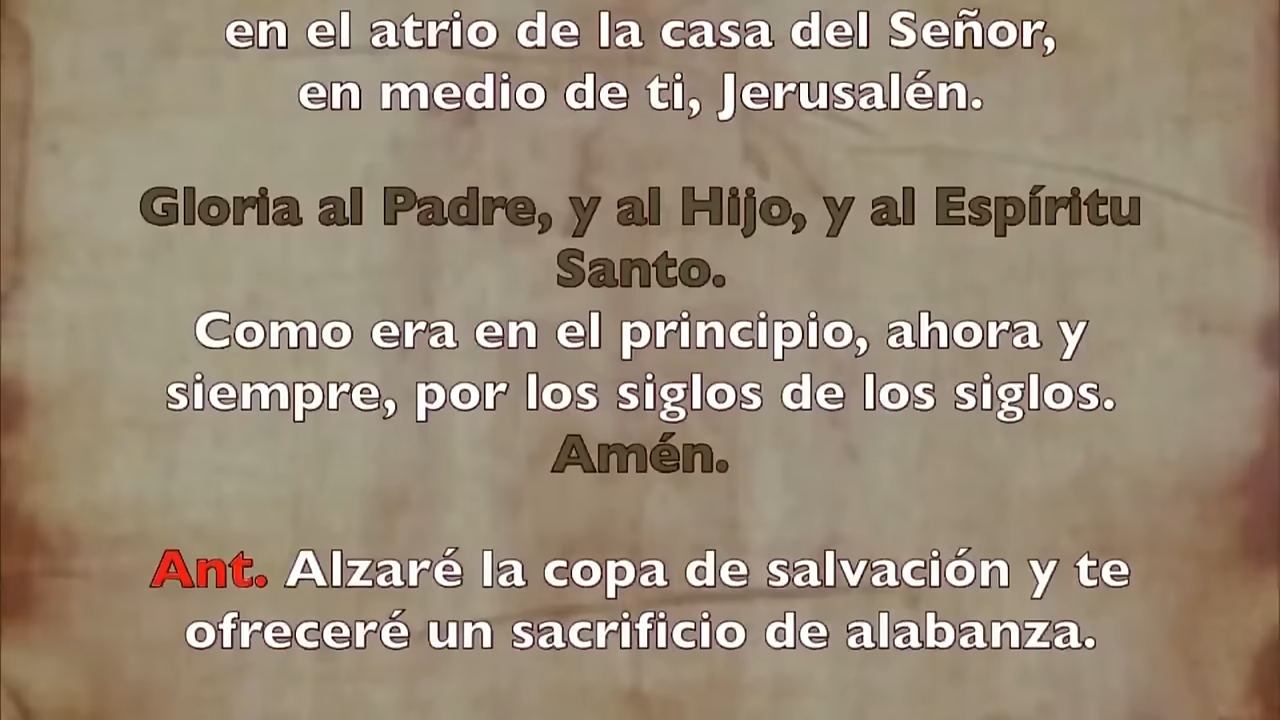 en el atrio de la casa del Señor,
en medio de ti, Jerusalén.
Gloria al Padre, y al Hijo, y al Espíritu
Santo.
Como era en el principio, ahora y
siempre, por los siglos de los siglos.
Amén.
Ant. Alzaré la copa de salvación y te
ofreceré un sacrificio de alabanza.